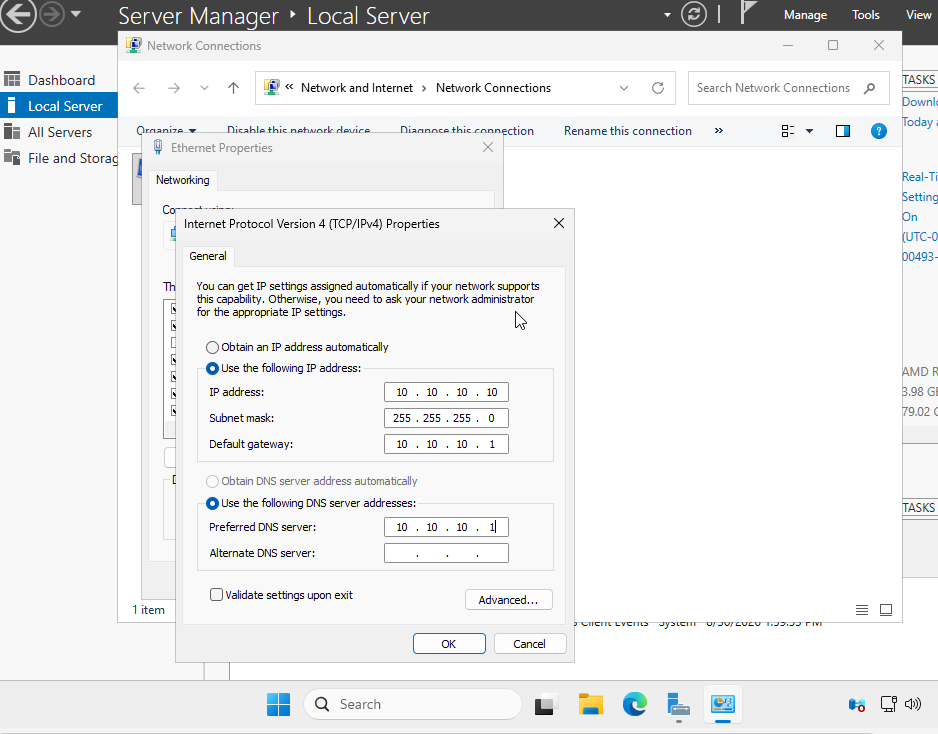 Server Manager ‣ Local Server
Manage Tools View
Network Connections
« Network and Internet › Network Connections
Search Network Connections
Organize Disable this network device Diagnose this connection Rename this connection »
Dashboard
Local Server
All Servers
File and Storag
TASKS
Today a
Real-Ti
Setting
On
(UTC-0
00493-
AMD R
3.98 GB
79.02 G
TASKS
Ethernet Properties
Networking
Internet Protocol Version 4 (TCP/IPv4) Properties
General
You can get IP settings assigned automatically if your network supports
this capability. Otherwise, you need to ask your network administrator
for the appropriate IP settings.
Obtain an IP address automatically
Use the following IP address:
IP address: 10 . 10 . 10 . 10
Subnet mask: 255 . 255 . 255 . 0
Default gateway: 10 . 10 . 10 . 1
Obtain DNS server address automatically
Use the following DNS server addresses:
Preferred DNS server: 10 . 10 . 10 . 1
Alternate DNS server: . . .
Validate settings upon exit
Advanced...
OK
Cancel
1 item
Client Events System
Search